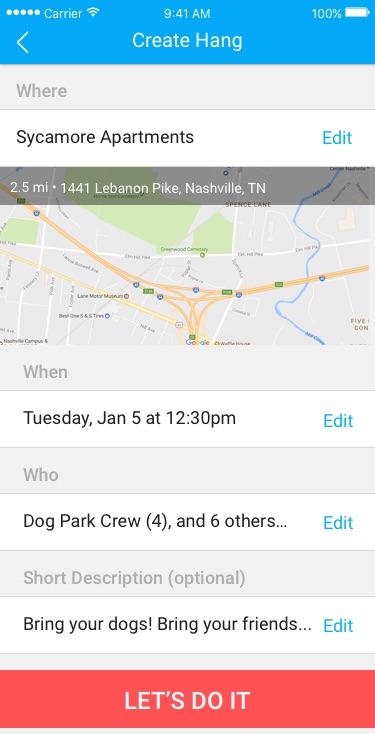 Carrier 9:41 AM 100%
Create Hang
Where
Sycamore Apartments Edit
2.5 mi • 1441 Lebanon Pike, Nashville, TN
SPENCE LANE
Greenwood Cemetery
Elm Hill Pike Elm Hill Pike
Lane Motor Museum
Best One S & S Tires
FIVE
CON
Nashville Campus &
Google
Waffle House
When
Tuesday, Jan 5 at 12:30pm Edit
Who
Dog Park Crew (4), and 6 others... Edit
Short Description (optional)
Bring your dogs! Bring your friends... Edit
LET’S DO IT